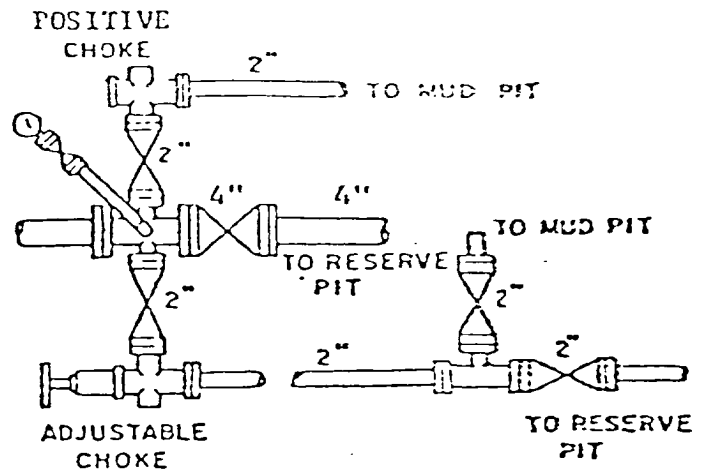 POSITIVE
CHOKE
2"
TO MUD PIT
2"
4"
4"
TO RESERVE
PIT
TO MUD PIT
2"
2"
2"
2"
ADJUSTABLE
CHOKE
TO RESERVE
PIT